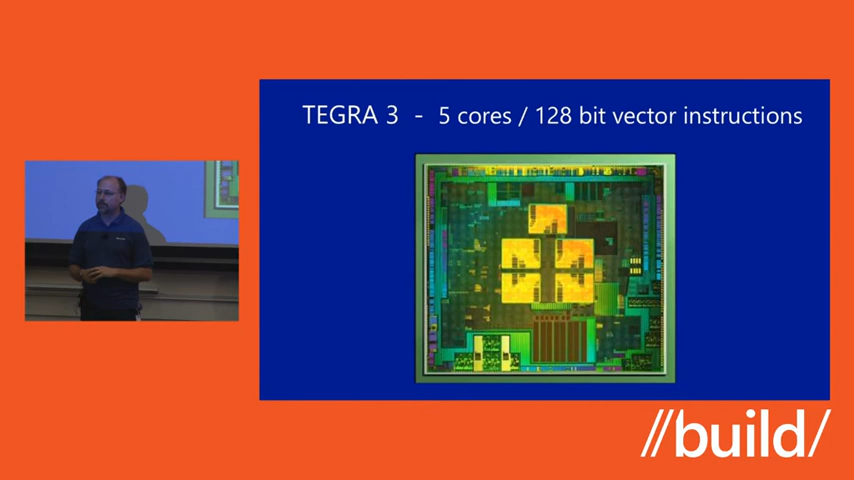 TEGRA 3 - 5 cores / 128 bit vector instructions
//build/